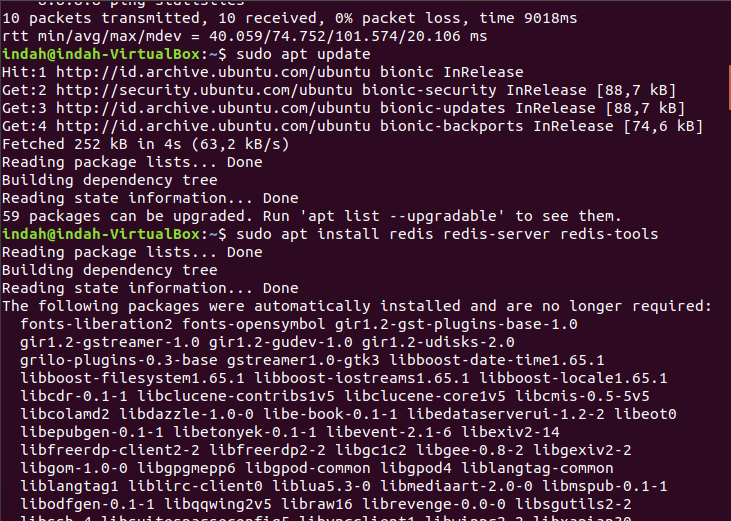 8.8.8.8 ping statistics
10 packets transmitted, 10 received, 0% packet loss, time 9018ms
rtt min/avg/max/mdev = 40.059/74.752/101.574/20.106 ms
indah@indah-VirtualBox:~$ sudo apt update
Hit:1 http://id.archive.ubuntu.com/ubuntu bionic InRelease
Get:2 http://security.ubuntu.com/ubuntu bionic-security InRelease [88,7 kB]
Get:3 http://id.archive.ubuntu.com/ubuntu bionic-updates InRelease [88,7 kB]
Get:4 http://id.archive.ubuntu.com/ubuntu bionic-backports InRelease [74,6 kB]
Fetched 252 kB in 4s (63,2 kB/s)
Reading package lists... Done
Building dependency tree
Reading state information... Done
59 packages can be upgraded. Run 'apt list --upgradable' to see them.
indah@indah-VirtualBox:~$ sudo apt install redis redis-server redis-tools
Reading package lists... Done
Building dependency tree
Reading state information... Done
The following packages were automatically installed and are no longer required:
fonts-liberation2 fonts-opensymbol gir1.2-gst-plugins-base-1.0
gir1.2-gstreamer-1.0 gir1.2-gudev-1.0 gir1.2-udisks-2.0
grilo-plugins-0.3-base gstreamer1.0-gtk3 libboost-date-time1.65.1
libboost-filesystem1.65.1 libboost-iostreams1.65.1 libboost-locale1.65.1
libcdr-0.1-1 libclucene-contribs1v5 libclucene-core1v5 libcmis-0.5-5v5
libcolamd2 libdazzle-1.0-0 libe-book-0.1-1 libedataserverui-1.2-2 libeot0
libepubgen-0.1-1 libetonyek-0.1-1 libevent-2.1-6 libexiv2-14
libfreerdp-client2-2 libfreerdp2-2 libgc1c2 libgee-0.8-2 libgexiv2-2
libgom-1.0-0 libgpgmepp6 libgpod-common libgpod4 liblangtag-common
liblangtag1 liblirc-client0 liblua5.3-0 libmediaart-2.0-0 libmspub-0.1-1
libodfgen-0.1-1 libqqwing2v5 libraw16 librevenge-0.0-0 libsgutils2-2
libssh-4 libsuitesparseconfig5 libvncclient1 libwinpr2-2 libxapian30